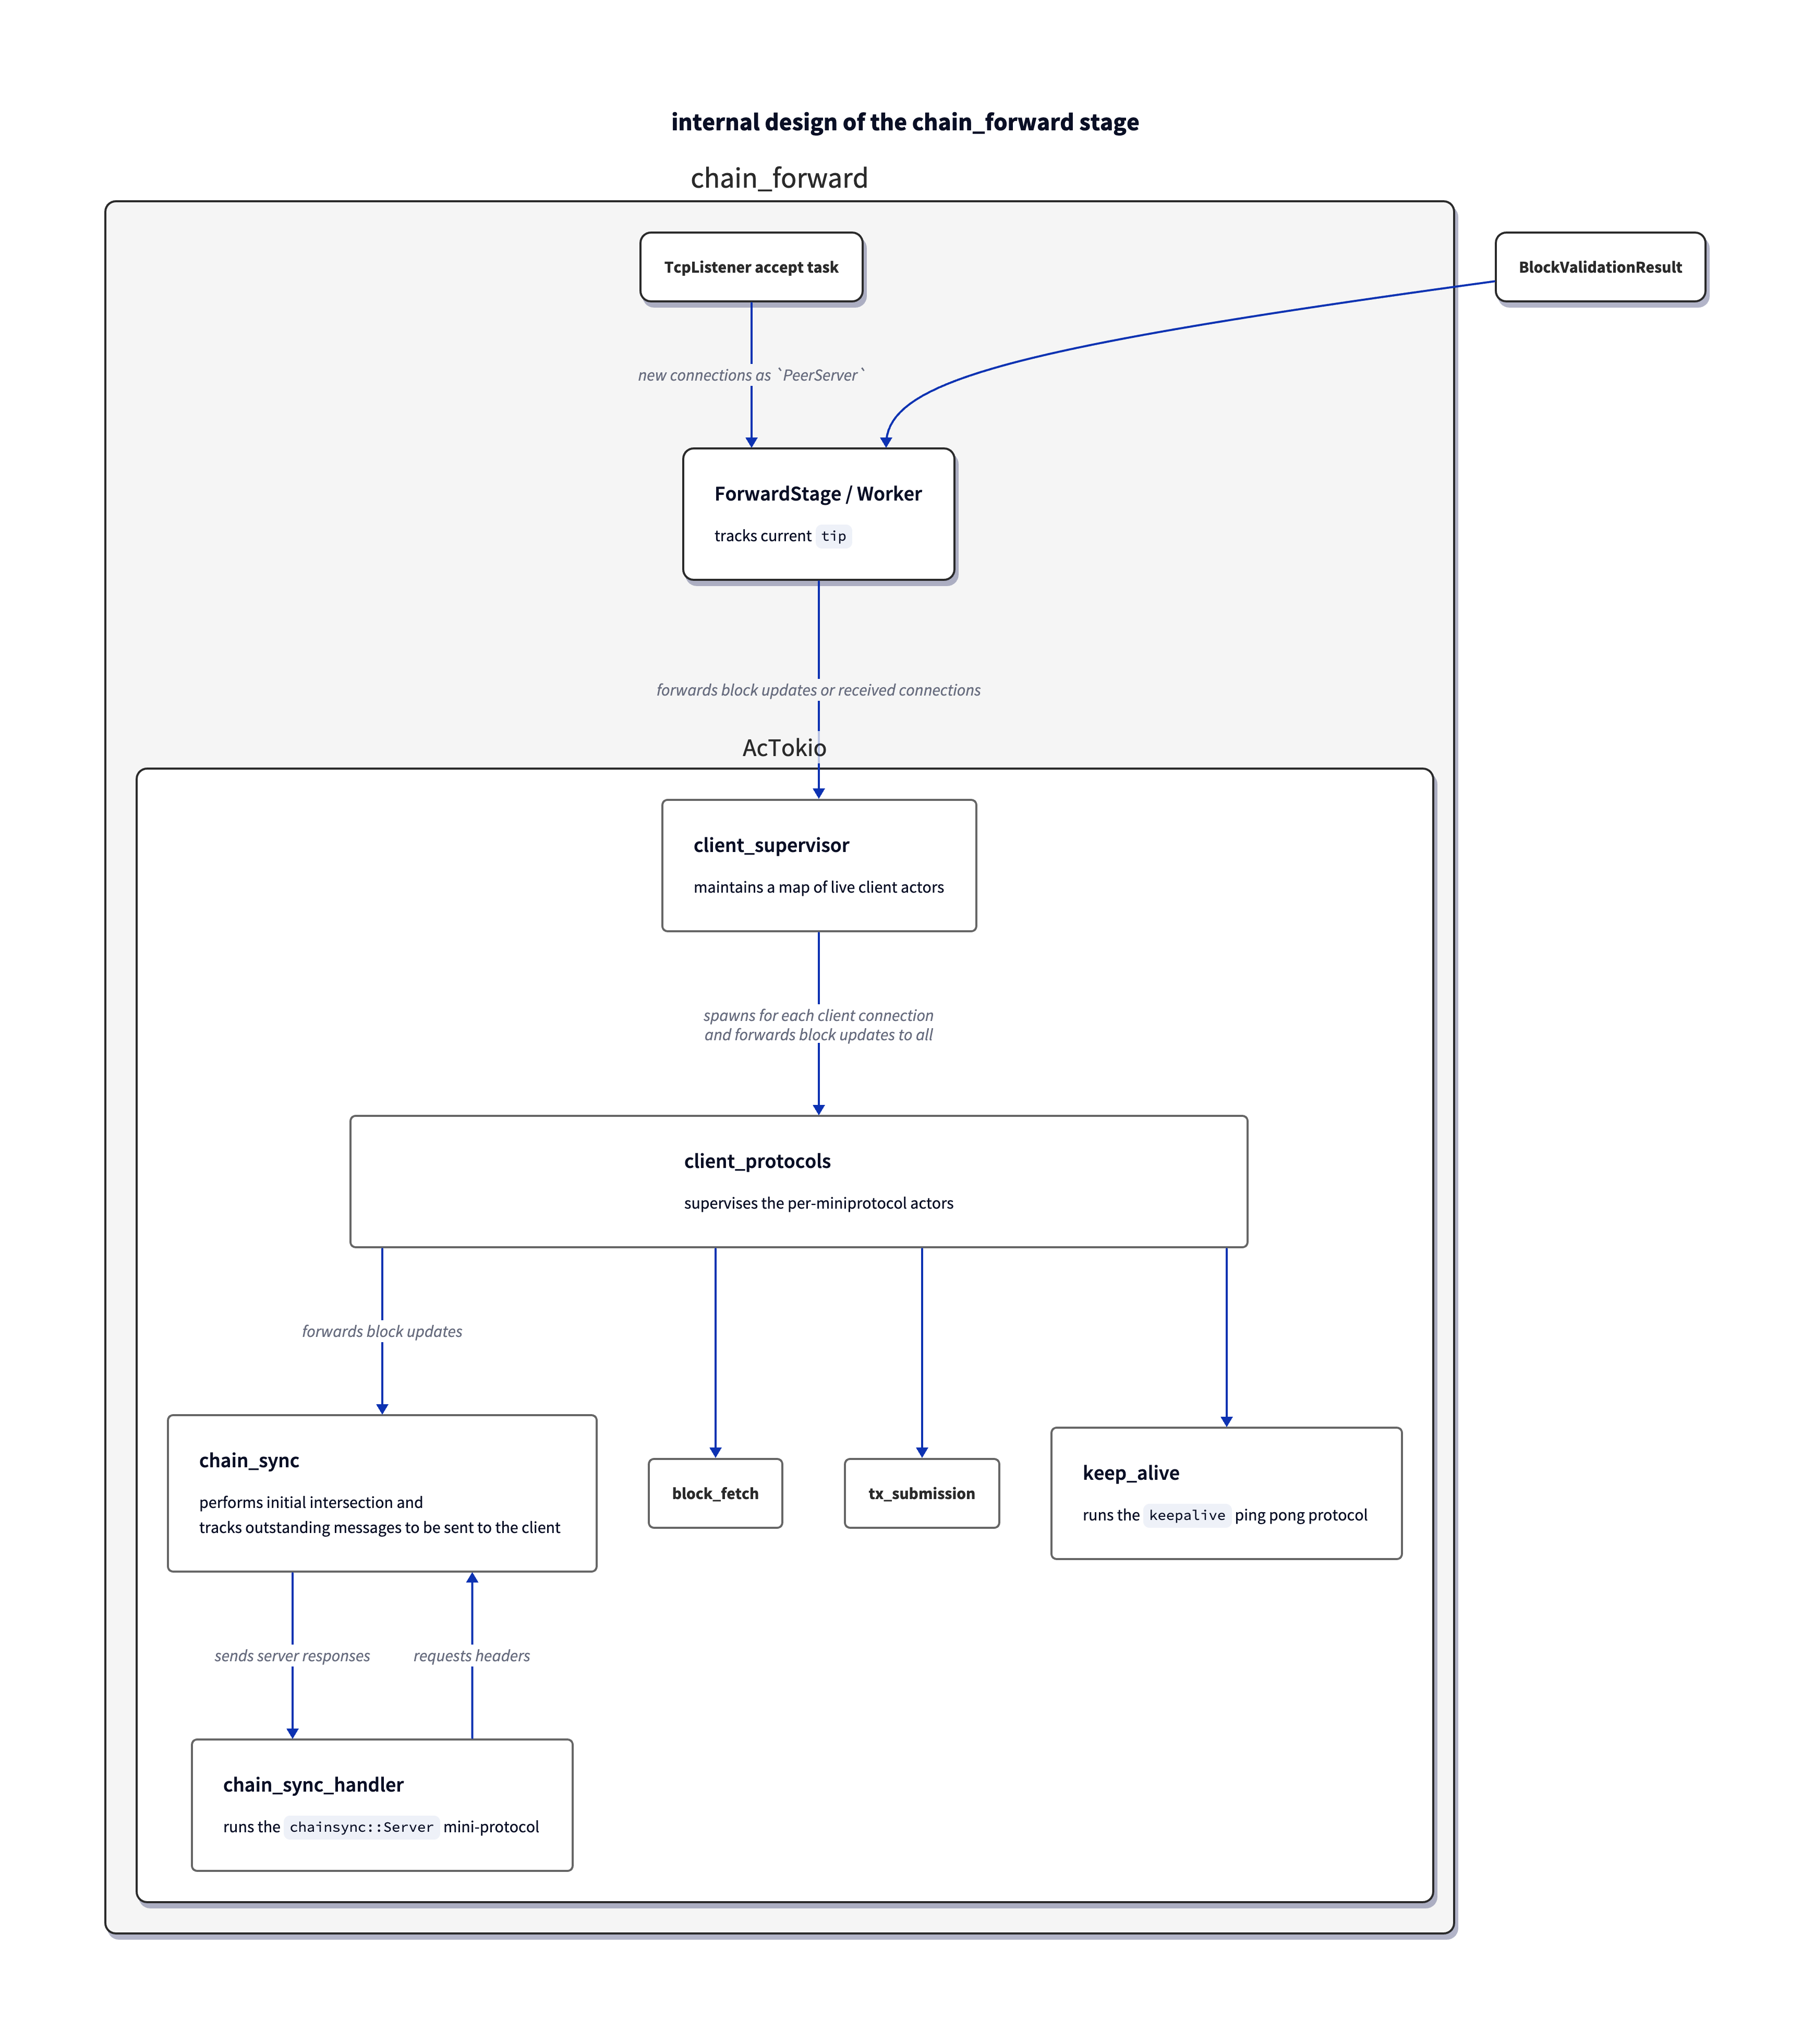 internal design of the chain_forward stage
chain_forward
TcpListener accept task
BlockValidationResult
new connections as `PeerServer`
ForwardStage / Worker
tracks current tip
forwards block updates or received connections
AcTokio
client_supervisor
maintains a map of live client actors
spawns for each client connection
and forwards block updates to all
client_protocols
supervises the per-miniprotocol actors
forwards block updates
chain_sync
performs initial intersection and
tracks outstanding messages to be sent to the client
block_fetch
tx_submission
keep_alive
runs the keepalive ping pong protocol
sends server responses
requests headers
chain_sync_handler
runs the chainsync::Server mini-protocol